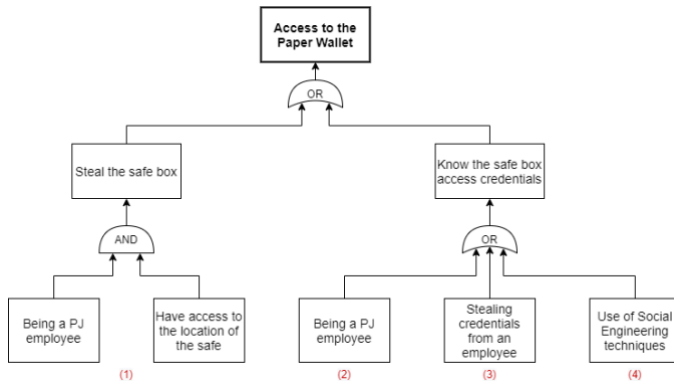 Access to the
Paper Wallet
OR
Steal the safe box
Know the safe box
access credentials
AND
OR
Being a PJ
employee
Have access to
the location of
the safe
Being a PJ
employee
Stealing
credentials
from an
employee
Use of Social
Engineering
techniques
(1)
(2)
(3)
(4)